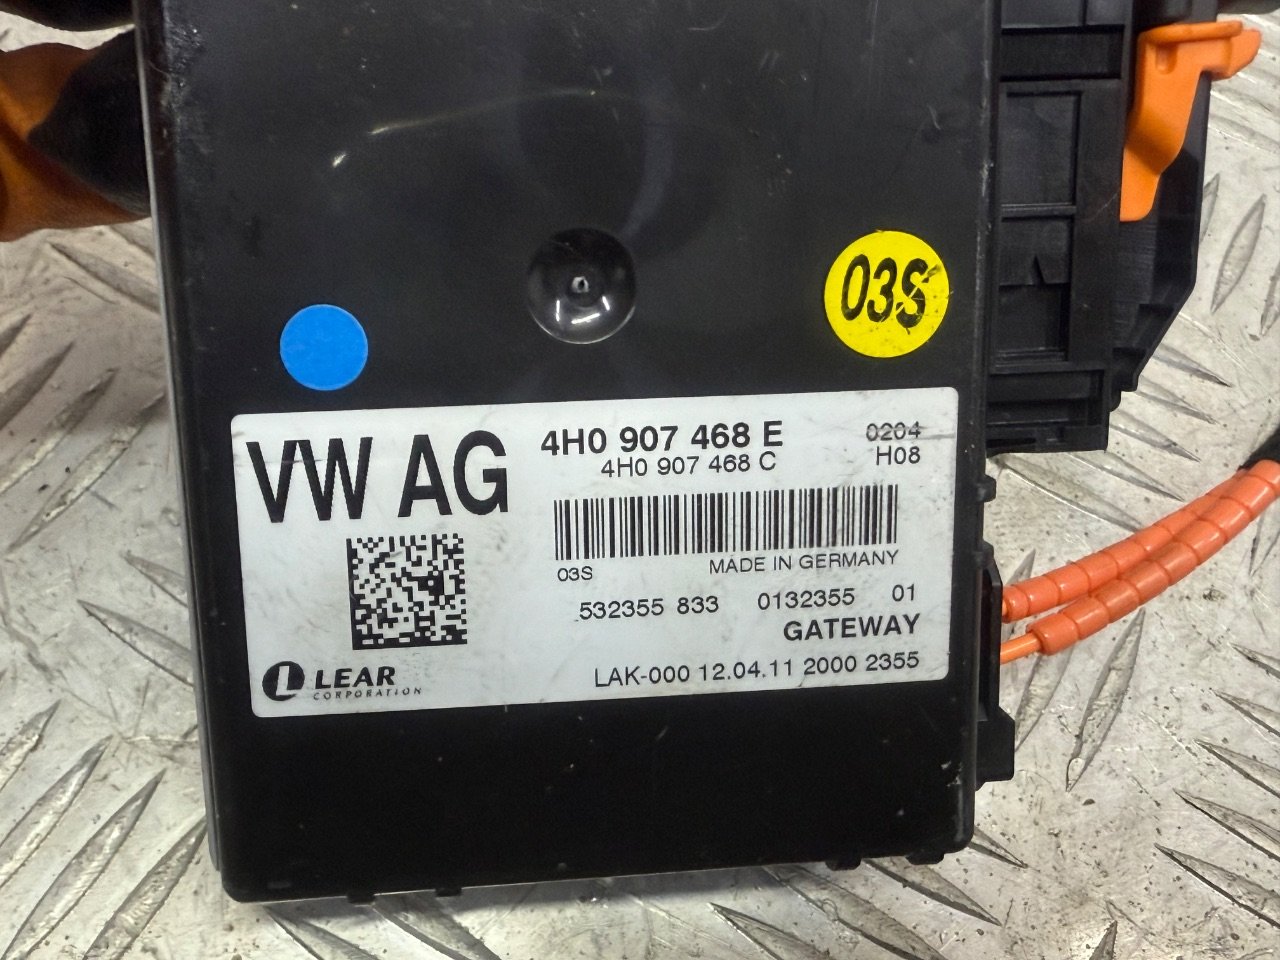 03S
VW AG
4H0 907 468 E
0204
4H0 907 468 C
H08
03S
MADE IN GERMANY
532355 833 0132355 01
GATEWAY
LEAR
CORPORATION
LAK-000 12.04.11 2000 2355